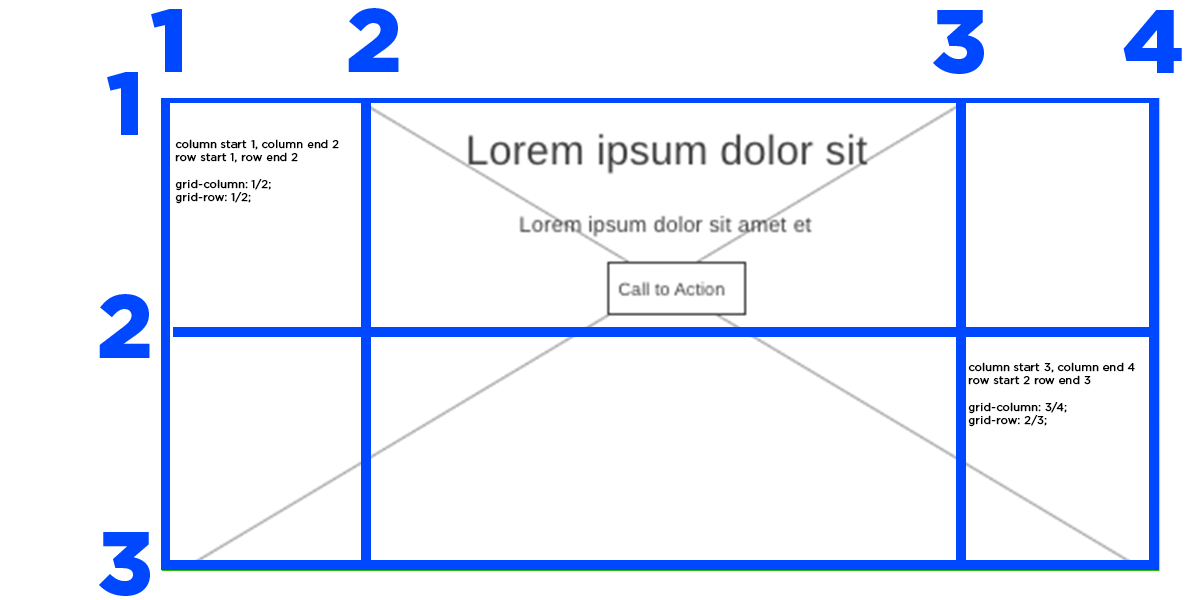 1 2 3 4
1
column start 1, column end 2
row start 1, row end 2
grid-column: 1/2;
grid-row: 1/2;
Lorem ipsum dolor sit
Lorem ipsum dolor sit amet et
Call to Action
2
column start 3, column end 4
row start 2 row end 3
grid-column: 3/4;
grid-row: 2/3;
3